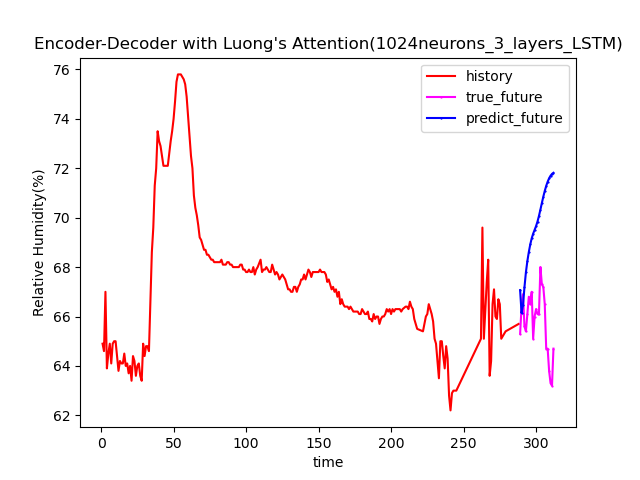 Encoder-Decoder with Luong's Attention(1024neurons_3_layers_LSTM)
history
true_future
predict_future
Relative Humidity(%)
76
74
72
70
68
66
64
62
0
50
100
150
200
250
300
time